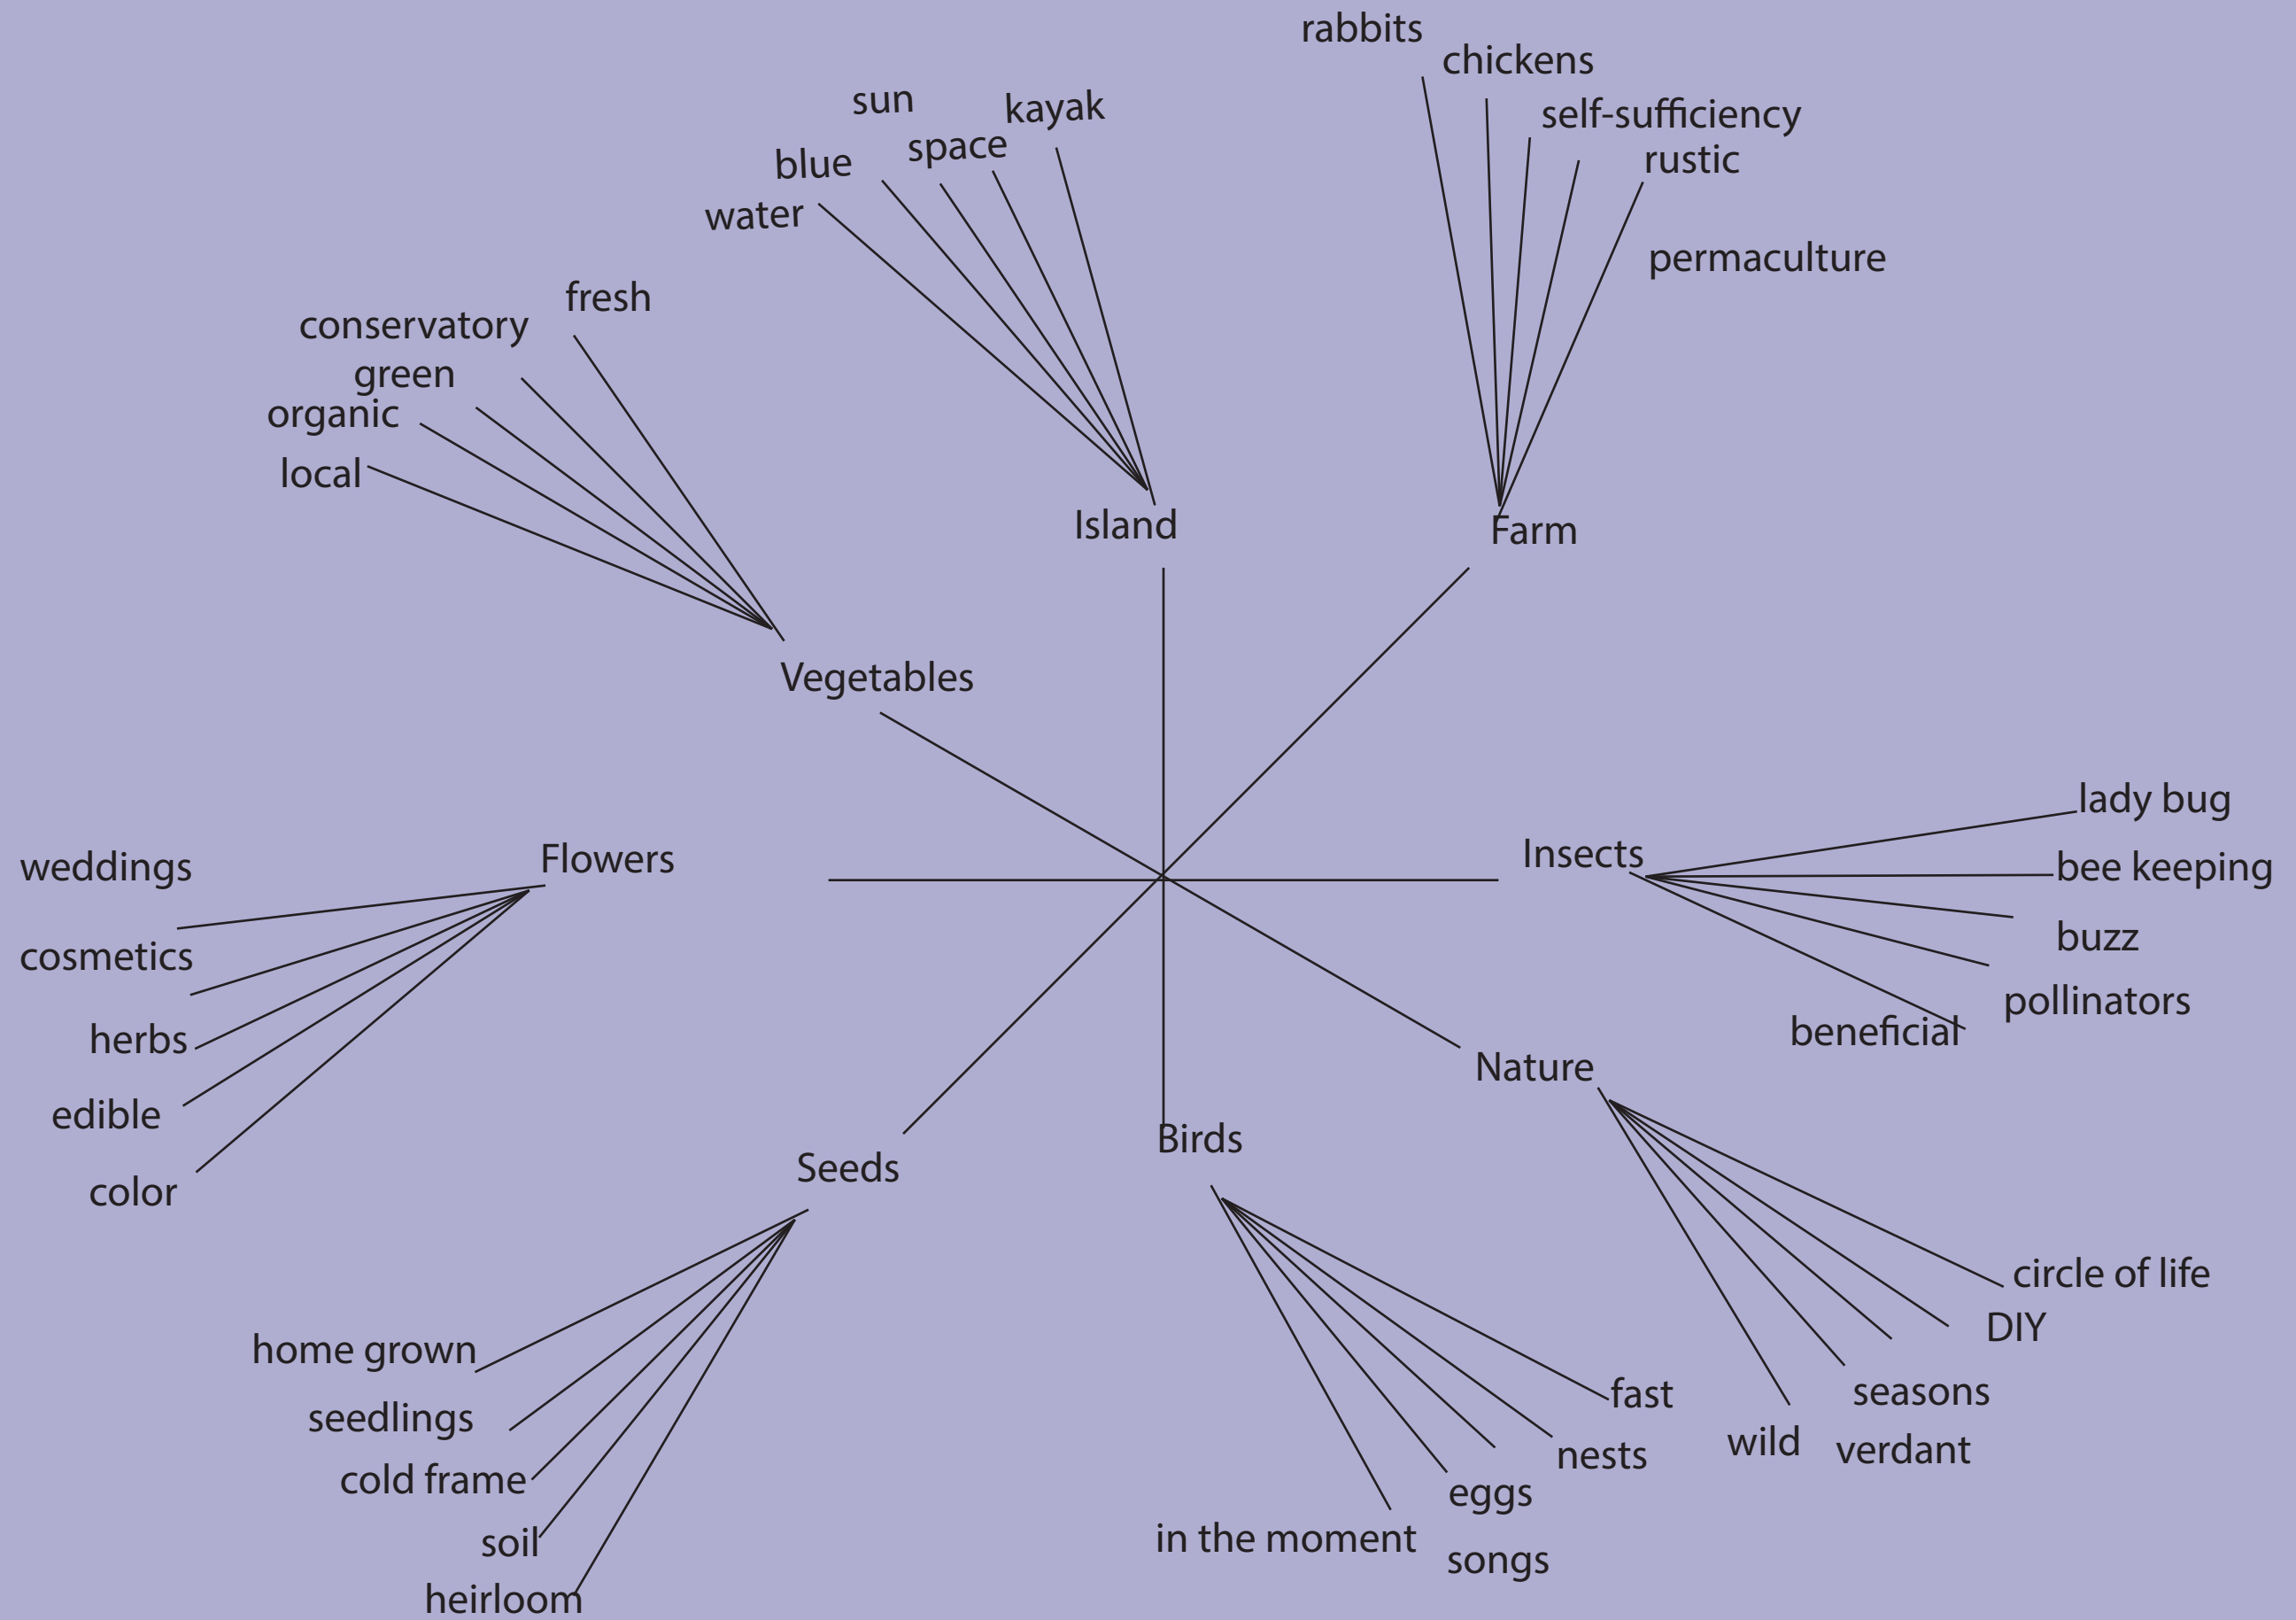 rabbits
chickens
self-sufficiency
rustic
permaculture
sun
kayak
space
blue
water
fresh
conservatory
green
organic
local
Island
Farm
Vegetables
Flowers
weddings
cosmetics
herbs
edible
color
Insects
lady bug
bee keeping
buzz
pollinators
beneficial
Nature
circle of life
DIY
seasons
verdant
wild
Birds
fast
nests
eggs
songs
in the moment
Seeds
home grown
seedlings
cold frame
soil
heirloom